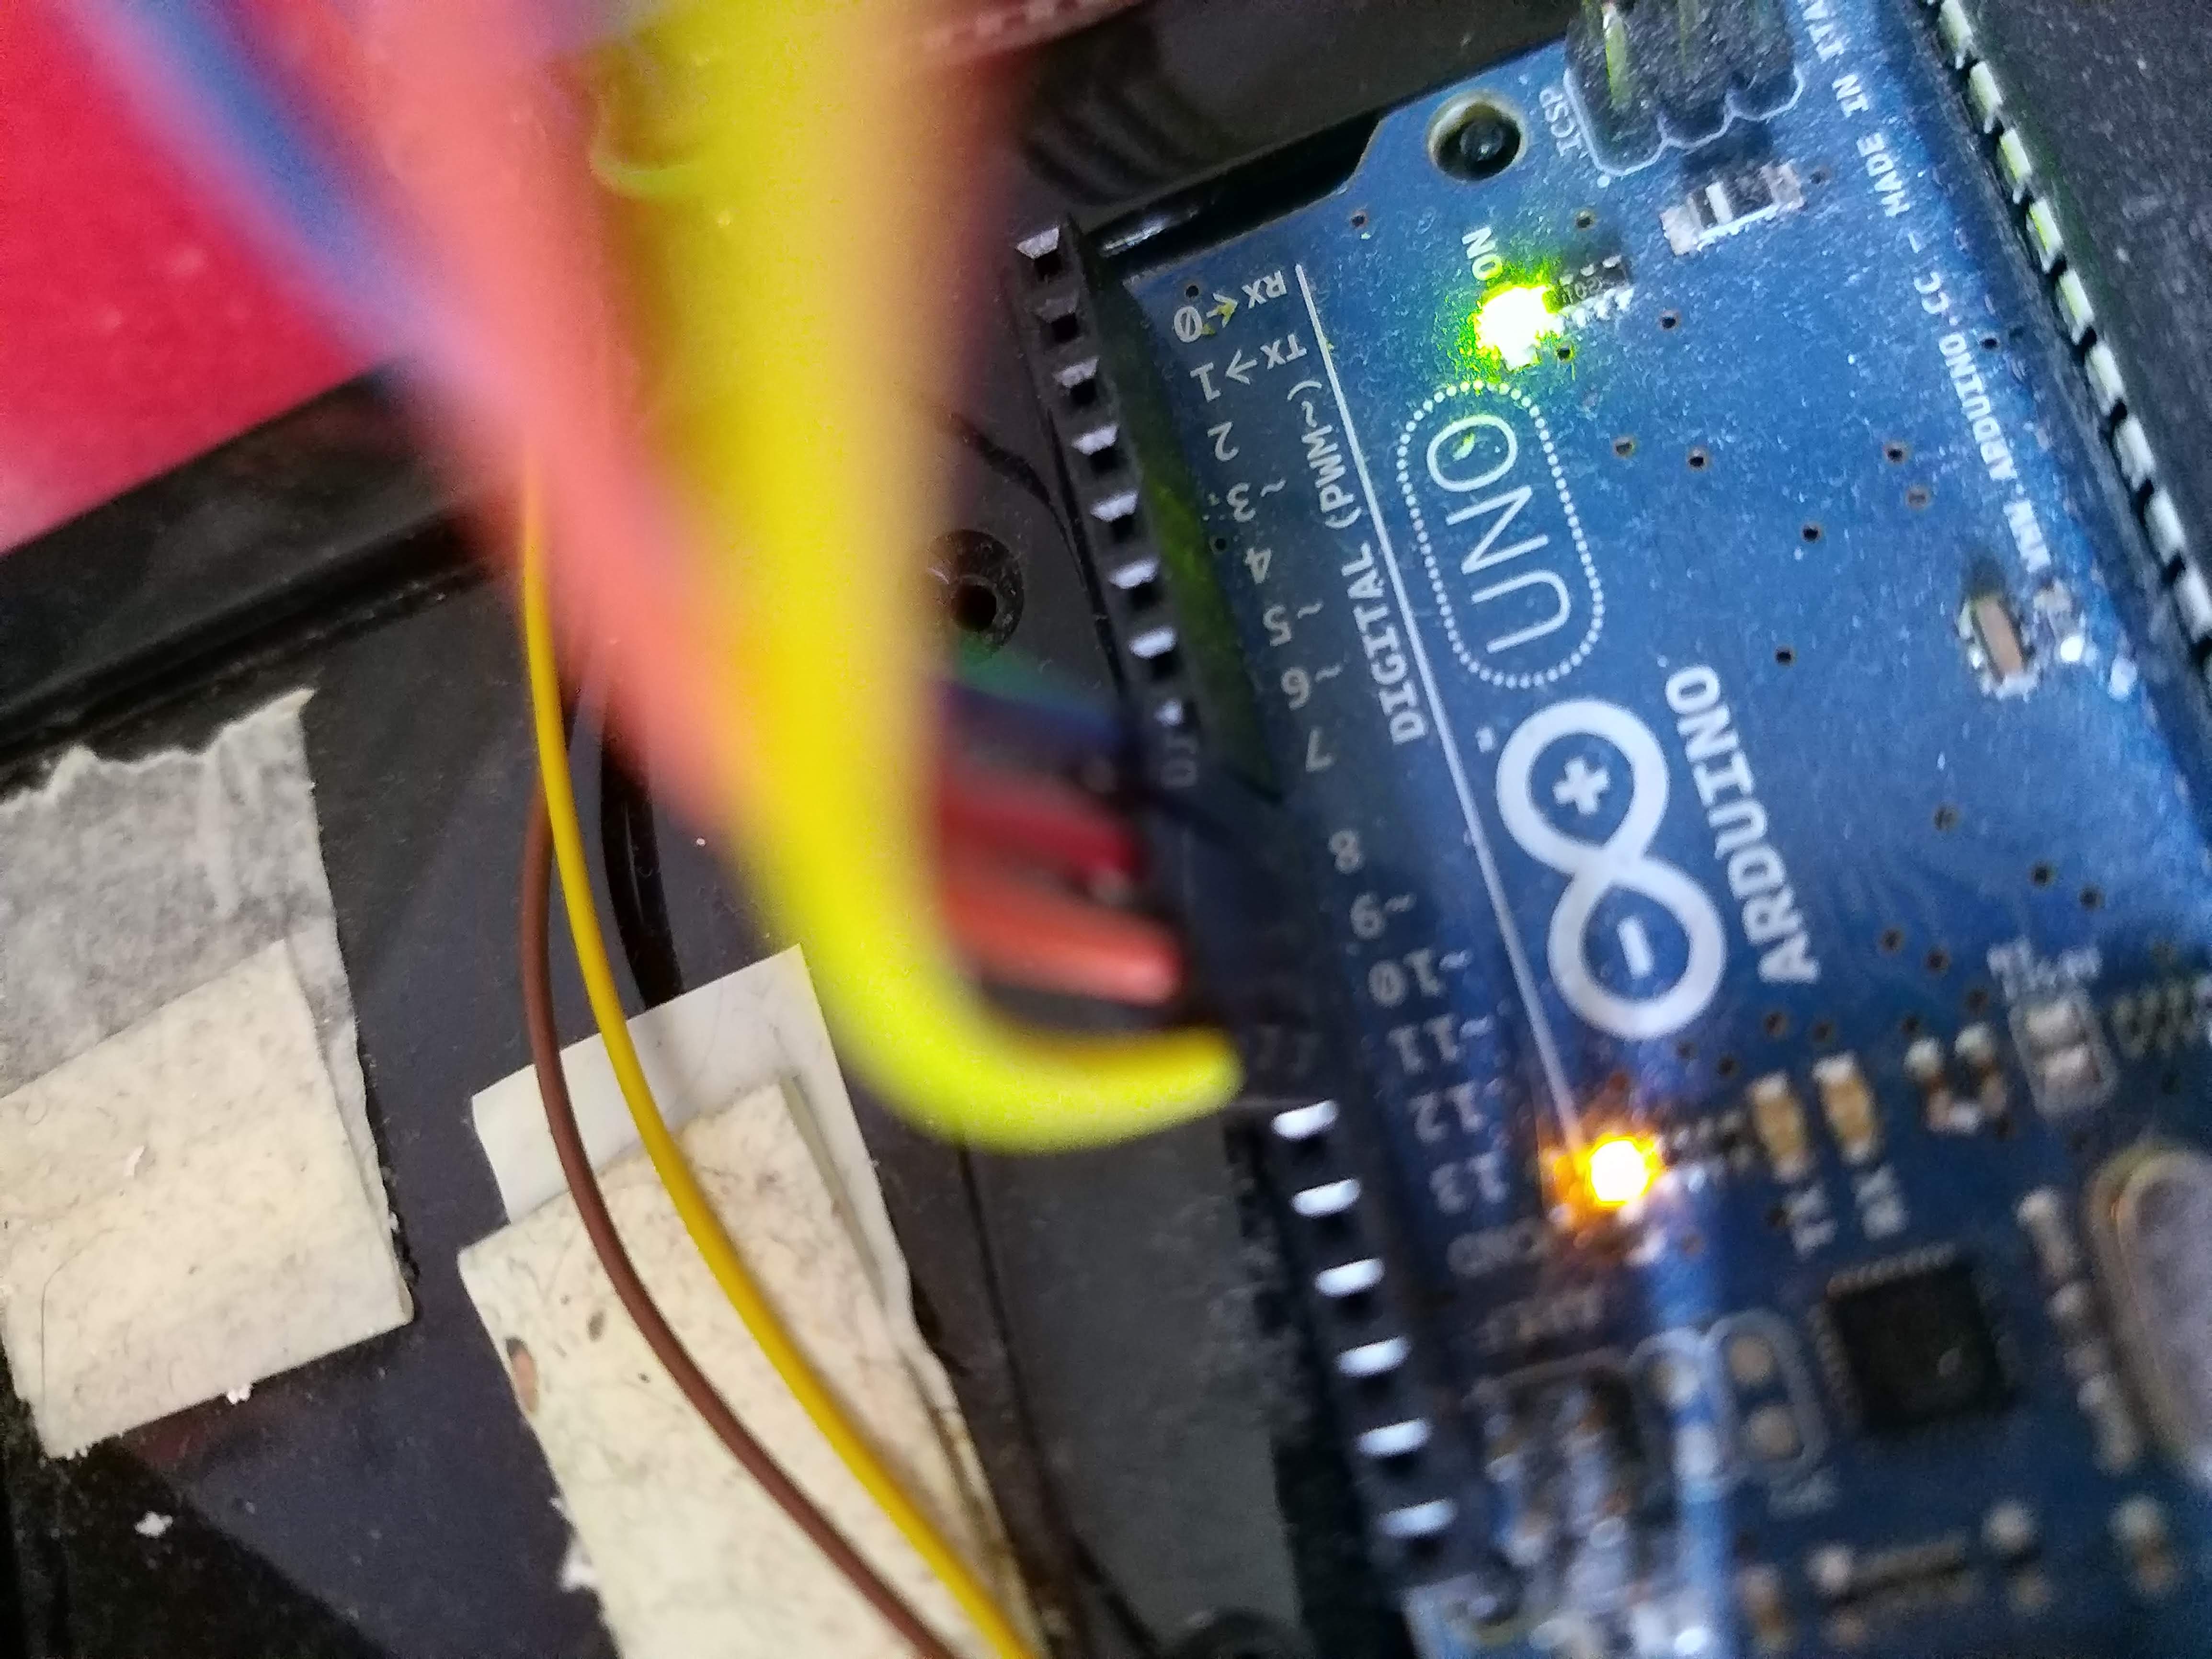 TX→1
RX←0
7
~6
~5
4
~3
2
13
12
~11
~10
~9
8
DIGITAL (PWM~)
UNO
ON
ICSP
ARDUINO
TX
RX
WWW.ARDUINO.CC - MADE IN ITA